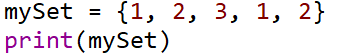 mySet = {1, 2, 3, 1, 2}
print(mySet)